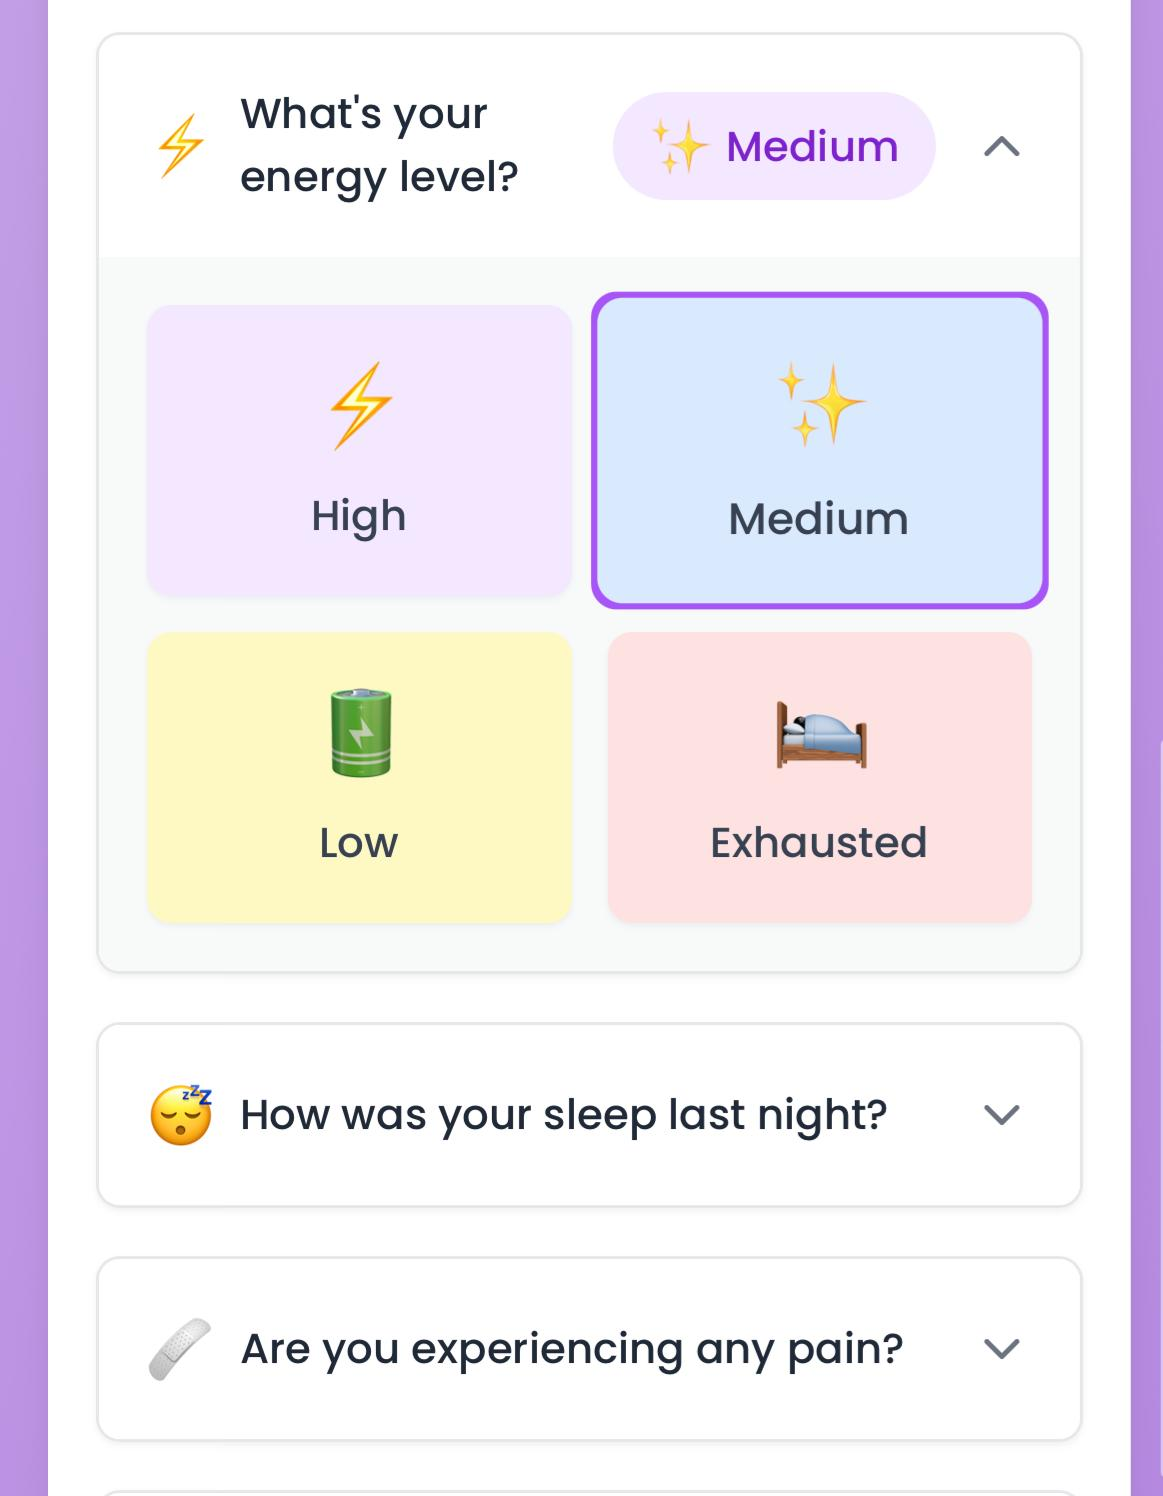 What's your
energy level?
Medium
High
Medium
Low
Exhausted
How was your sleep last night?
Are you experiencing any pain?